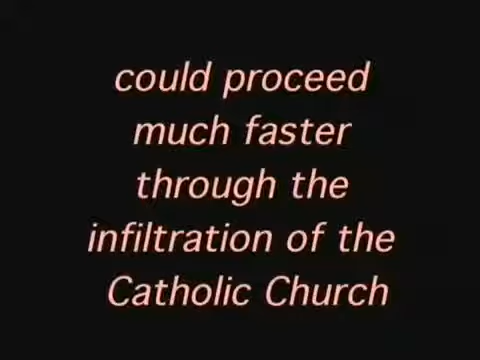 could proceed
much faster
through the
infiltration of the
Catholic Church